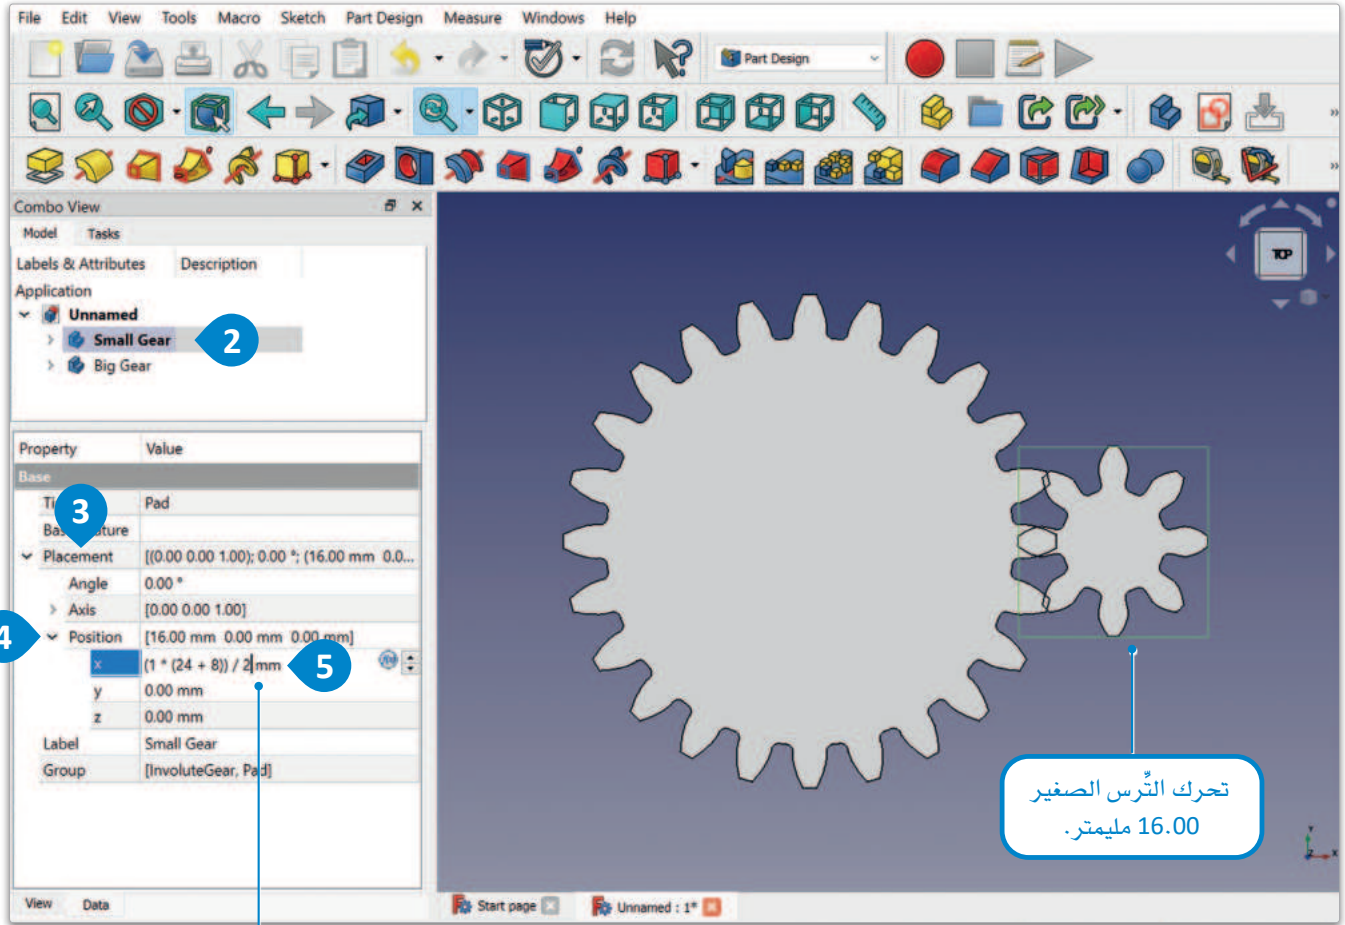 File Edit View Tools Macro Sketch Part Design Measure Windows Help
Part Design
Combo View
Model Tasks
Labels & Attributes Description
Application
Unnamed
Small Gear
2
Big Gear
Property Value
Base
Pad
3
Placement [(0.00 0.00 1.00); 0.00 °; (16.00 mm 0.0...
Angle 0.00 °
Axis [0.00 0.00 1.00]
4
Position [16.00 mm 0.00 mm 0.00 mm]
x (1 * (24 + 8)) / 2 mm
5
y 0.00 mm
z 0.00 mm
Label Small Gear
Group [InvoluteGear, Pad]
View Data
TOP
تحرك التِّرس الصغير
16.00 مليمتر.
Y
Z X
Start page
Unnamed : 1*